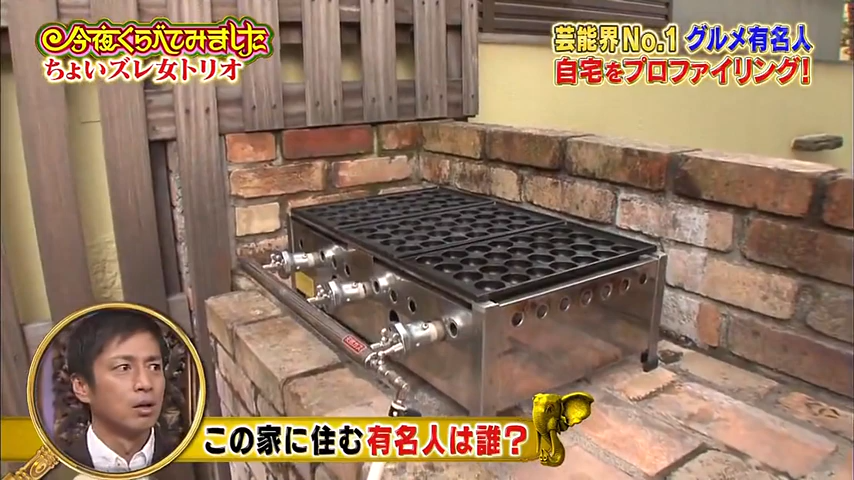 今夜くらべてみました
ちょいズレ女トリオ
芸能界No.1 グルメ有名人
自宅をプロファイリング!
この家に住む有名人は誰?